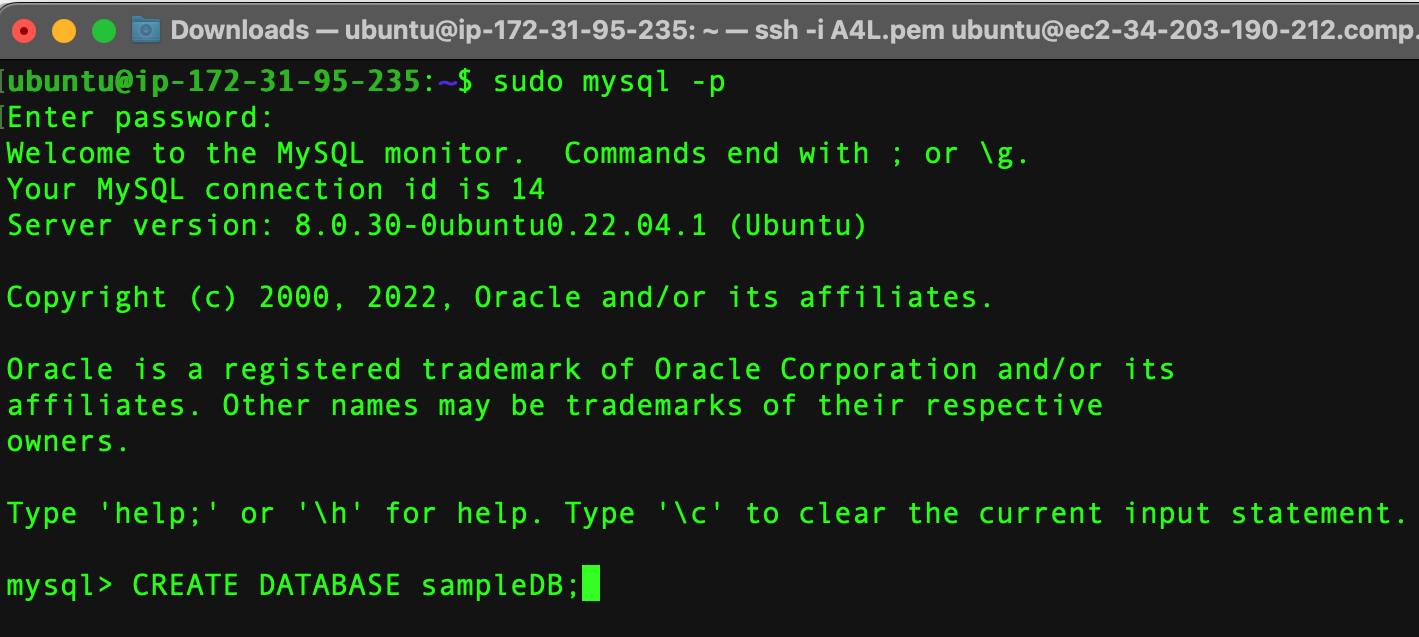 Downloads — ubuntu@ip-172-31-95-235: ~ — ssh -i A4L.pem ubuntu@ec2-34-203-190-212.comp.
[ubuntu@ip-172-31-95-235:~$ sudo mysql -p
[Enter password:
Welcome to the MySQL monitor.  Commands end with ; or \g.
Your MySQL connection id is 14
Server version: 8.0.30-0ubuntu0.22.04.1 (Ubuntu)
Copyright (c) 2000, 2022, Oracle and/or its affiliates.
Oracle is a registered trademark of Oracle Corporation and/or its
affiliates. Other names may be trademarks of their respective
owners.
Type 'help;' or '\h' for help. Type '\c' to clear the current input statement.
mysql> CREATE DATABASE sampleDB;